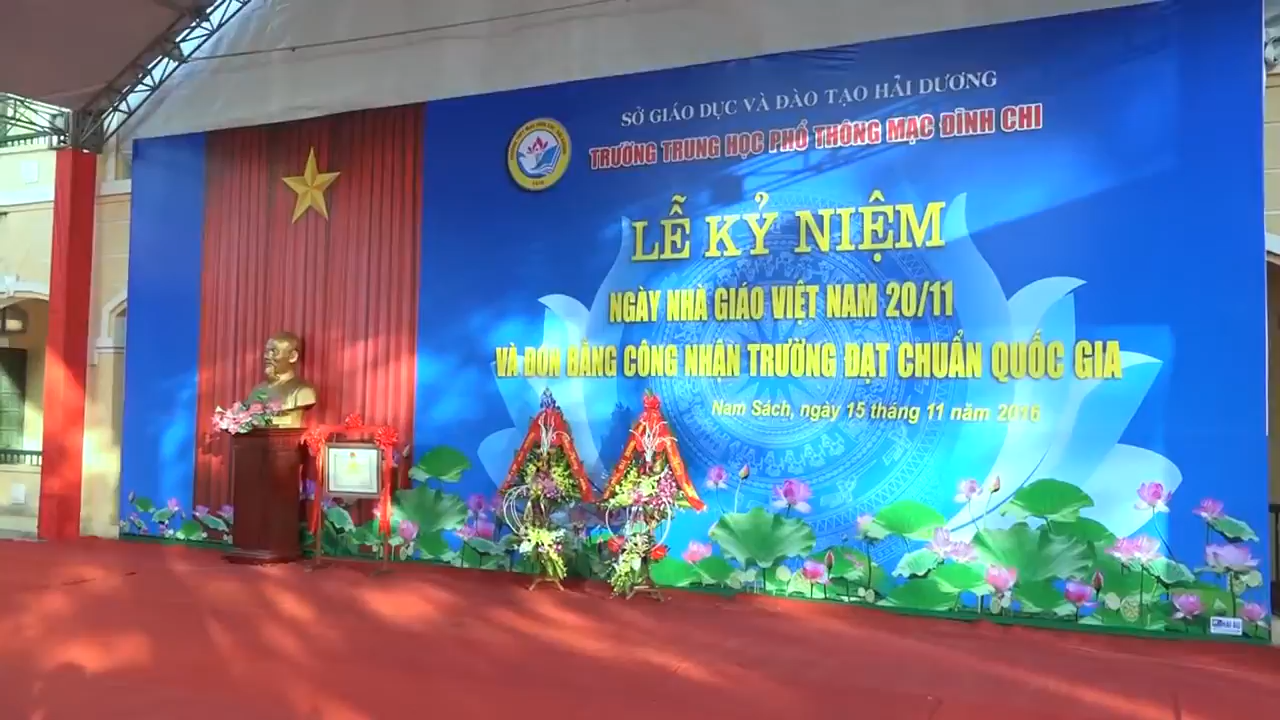 SỞ GIÁO DỤC VÀ ĐÀO TẠO HẢI DƯƠNG
TRƯỜNG TRUNG HỌC PHỔ THÔNG MẠC ĐĨNH CHI
LỄ KỶ NIỆM
NGÀY NHÀ GIÁO VIỆT NAM 20/11
VÀ ĐÓN BẰNG CÔNG NHẬN TRƯỜNG ĐẠT CHUẨN QUỐC GIA
Nam Sách, ngày 15 tháng 11 năm 2016